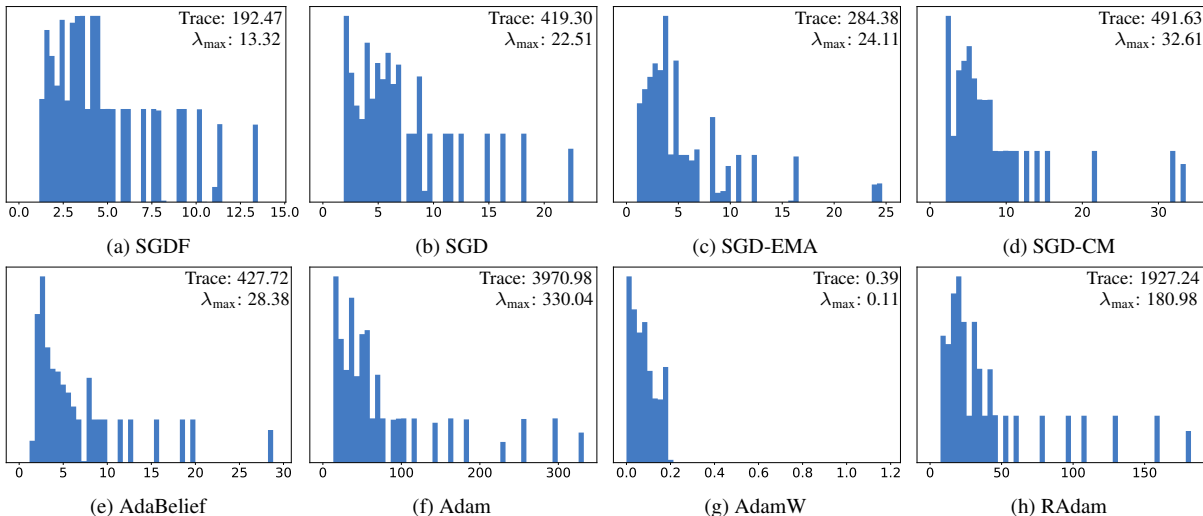 Trace: 192.47
λmax: 13.32
0.0 2.5 5.0 7.5 10.0 12.5 15.0
(a) SGDF
Trace: 419.30
λmax: 22.51
0 5 10 15 20
(b) SGD
Trace: 284.38
λmax: 24.11
0 5 10 15 20 25
(c) SGD-EMA
Trace: 491.63
λmax: 32.61
0 10 20 30
(d) SGD-CM
Trace: 427.72
λmax: 28.38
0 5 10 15 20 25 30
(e) AdaBelief
Trace: 3970.98
λmax: 330.04
0 100 200 300
(f) Adam
Trace: 0.39
λmax: 0.11
0.0 0.2 0.4 0.6 0.8 1.0 1.2
(g) AdamW
Trace: 1927.24
λmax: 180.98
0 50 100 150
(h) RAdam